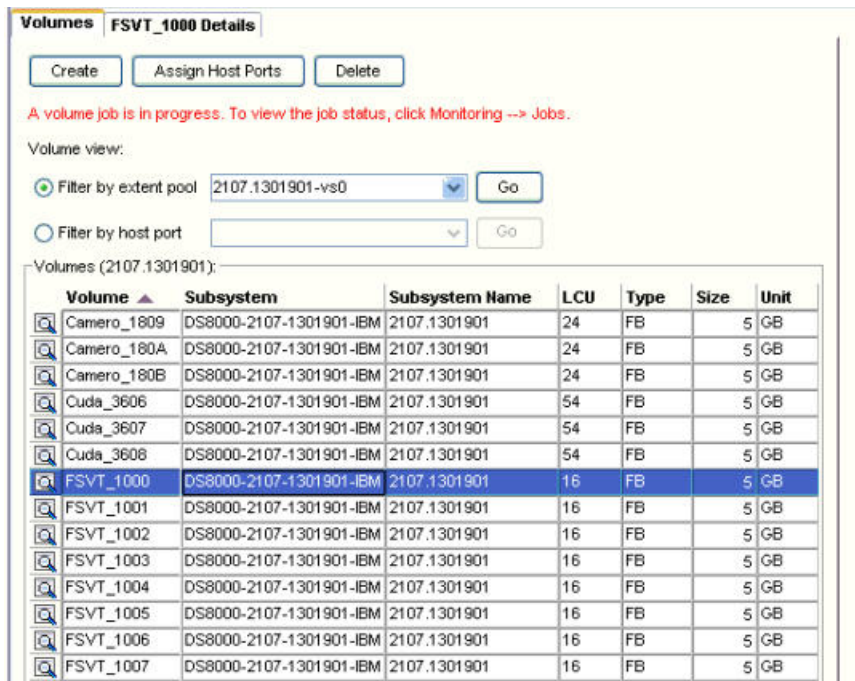 Volumes FSVT_1000 Details
Create Assign Host Ports Delete
A volume job is in progress. To view the job status, click Monitoring --> Jobs.
Volume view:
Filter by extent pool 2107.1301901-vs0 Go
Filter by host port Go
Volumes (2107.1301901):
Volume Subsystem Subsystem Name LCU Type Size Unit
Camero_1809 DS8000-2107-1301901-IBM 2107.1301901 24 FB 5 GB
Camero_180A DS8000-2107-1301901-IBM 2107.1301901 24 FB 5 GB
Camero_180B DS8000-2107-1301901-IBM 2107.1301901 24 FB 5 GB
Cuda_3606 DS8000-2107-1301901-IBM 2107.1301901 54 FB 5 GB
Cuda_3607 DS8000-2107-1301901-IBM 2107.1301901 54 FB 5 GB
Cuda_3608 DS8000-2107-1301901-IBM 2107.1301901 54 FB 5 GB
FSVT_1000 DS8000-2107-1301901-IBM 2107.1301901 16 FB 5 GB
FSVT_1001 DS8000-2107-1301901-IBM 2107.1301901 16 FB 5 GB
FSVT_1002 DS8000-2107-1301901-IBM 2107.1301901 16 FB 5 GB
FSVT_1003 DS8000-2107-1301901-IBM 2107.1301901 16 FB 5 GB
FSVT_1004 DS8000-2107-1301901-IBM 2107.1301901 16 FB 5 GB
FSVT_1005 DS8000-2107-1301901-IBM 2107.1301901 16 FB 5 GB
FSVT_1006 DS8000-2107-1301901-IBM 2107.1301901 16 FB 5 GB
FSVT_1007 DS8000-2107-1301901-IBM 2107.1301901 16 FB 5 GB